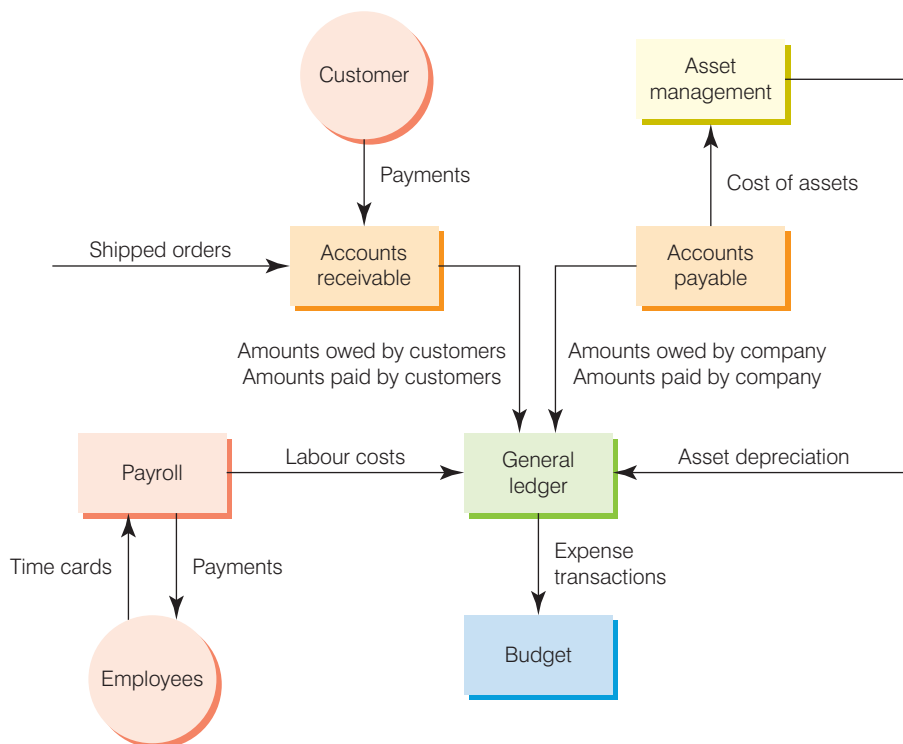 Customer
Asset
management
Payments
Cost of assets
Shipped orders
Accounts
receivable
Accounts
payable
Amounts owed by customers
Amounts paid by customers
Amounts owed by company
Amounts paid by company
Payroll
Labour costs
General
ledger
Asset depreciation
Time cards
Payments
Expense
transactions
Employees
Budget